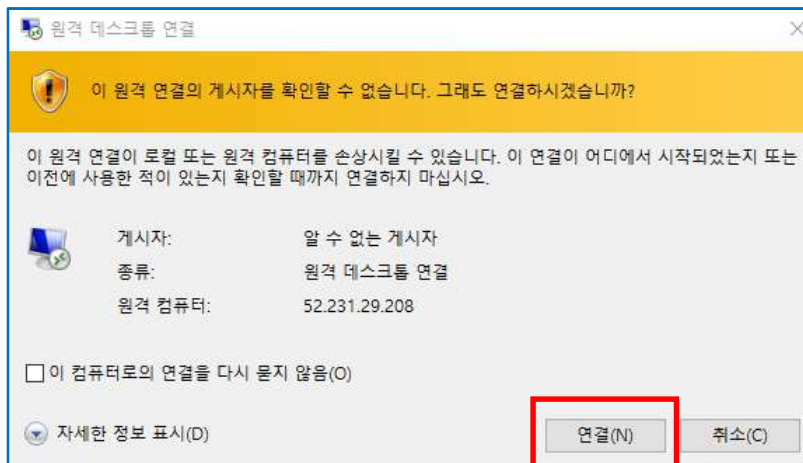 원격 데스크톱 연결
이 원격 연결의 게시자를 확인할 수 없습니다. 그래도 연결하시겠습니까?
이 원격 연결이 로컬 또는 원격 컴퓨터를 손상시킬 수 있습니다. 이 연결이 어디에서 시작되었는지 또는
이전에 사용한 적이 있는지 확인할 때까지 연결하지 마십시오.
게시자: 알 수 없는 게시자
종류: 원격 데스크톱 연결
원격 컴퓨터: 52.231.29.208
이 컴퓨터로의 연결을 다시 묻지 않음(O)
자세한 정보 표시(D) 연결(N) 취소(C)